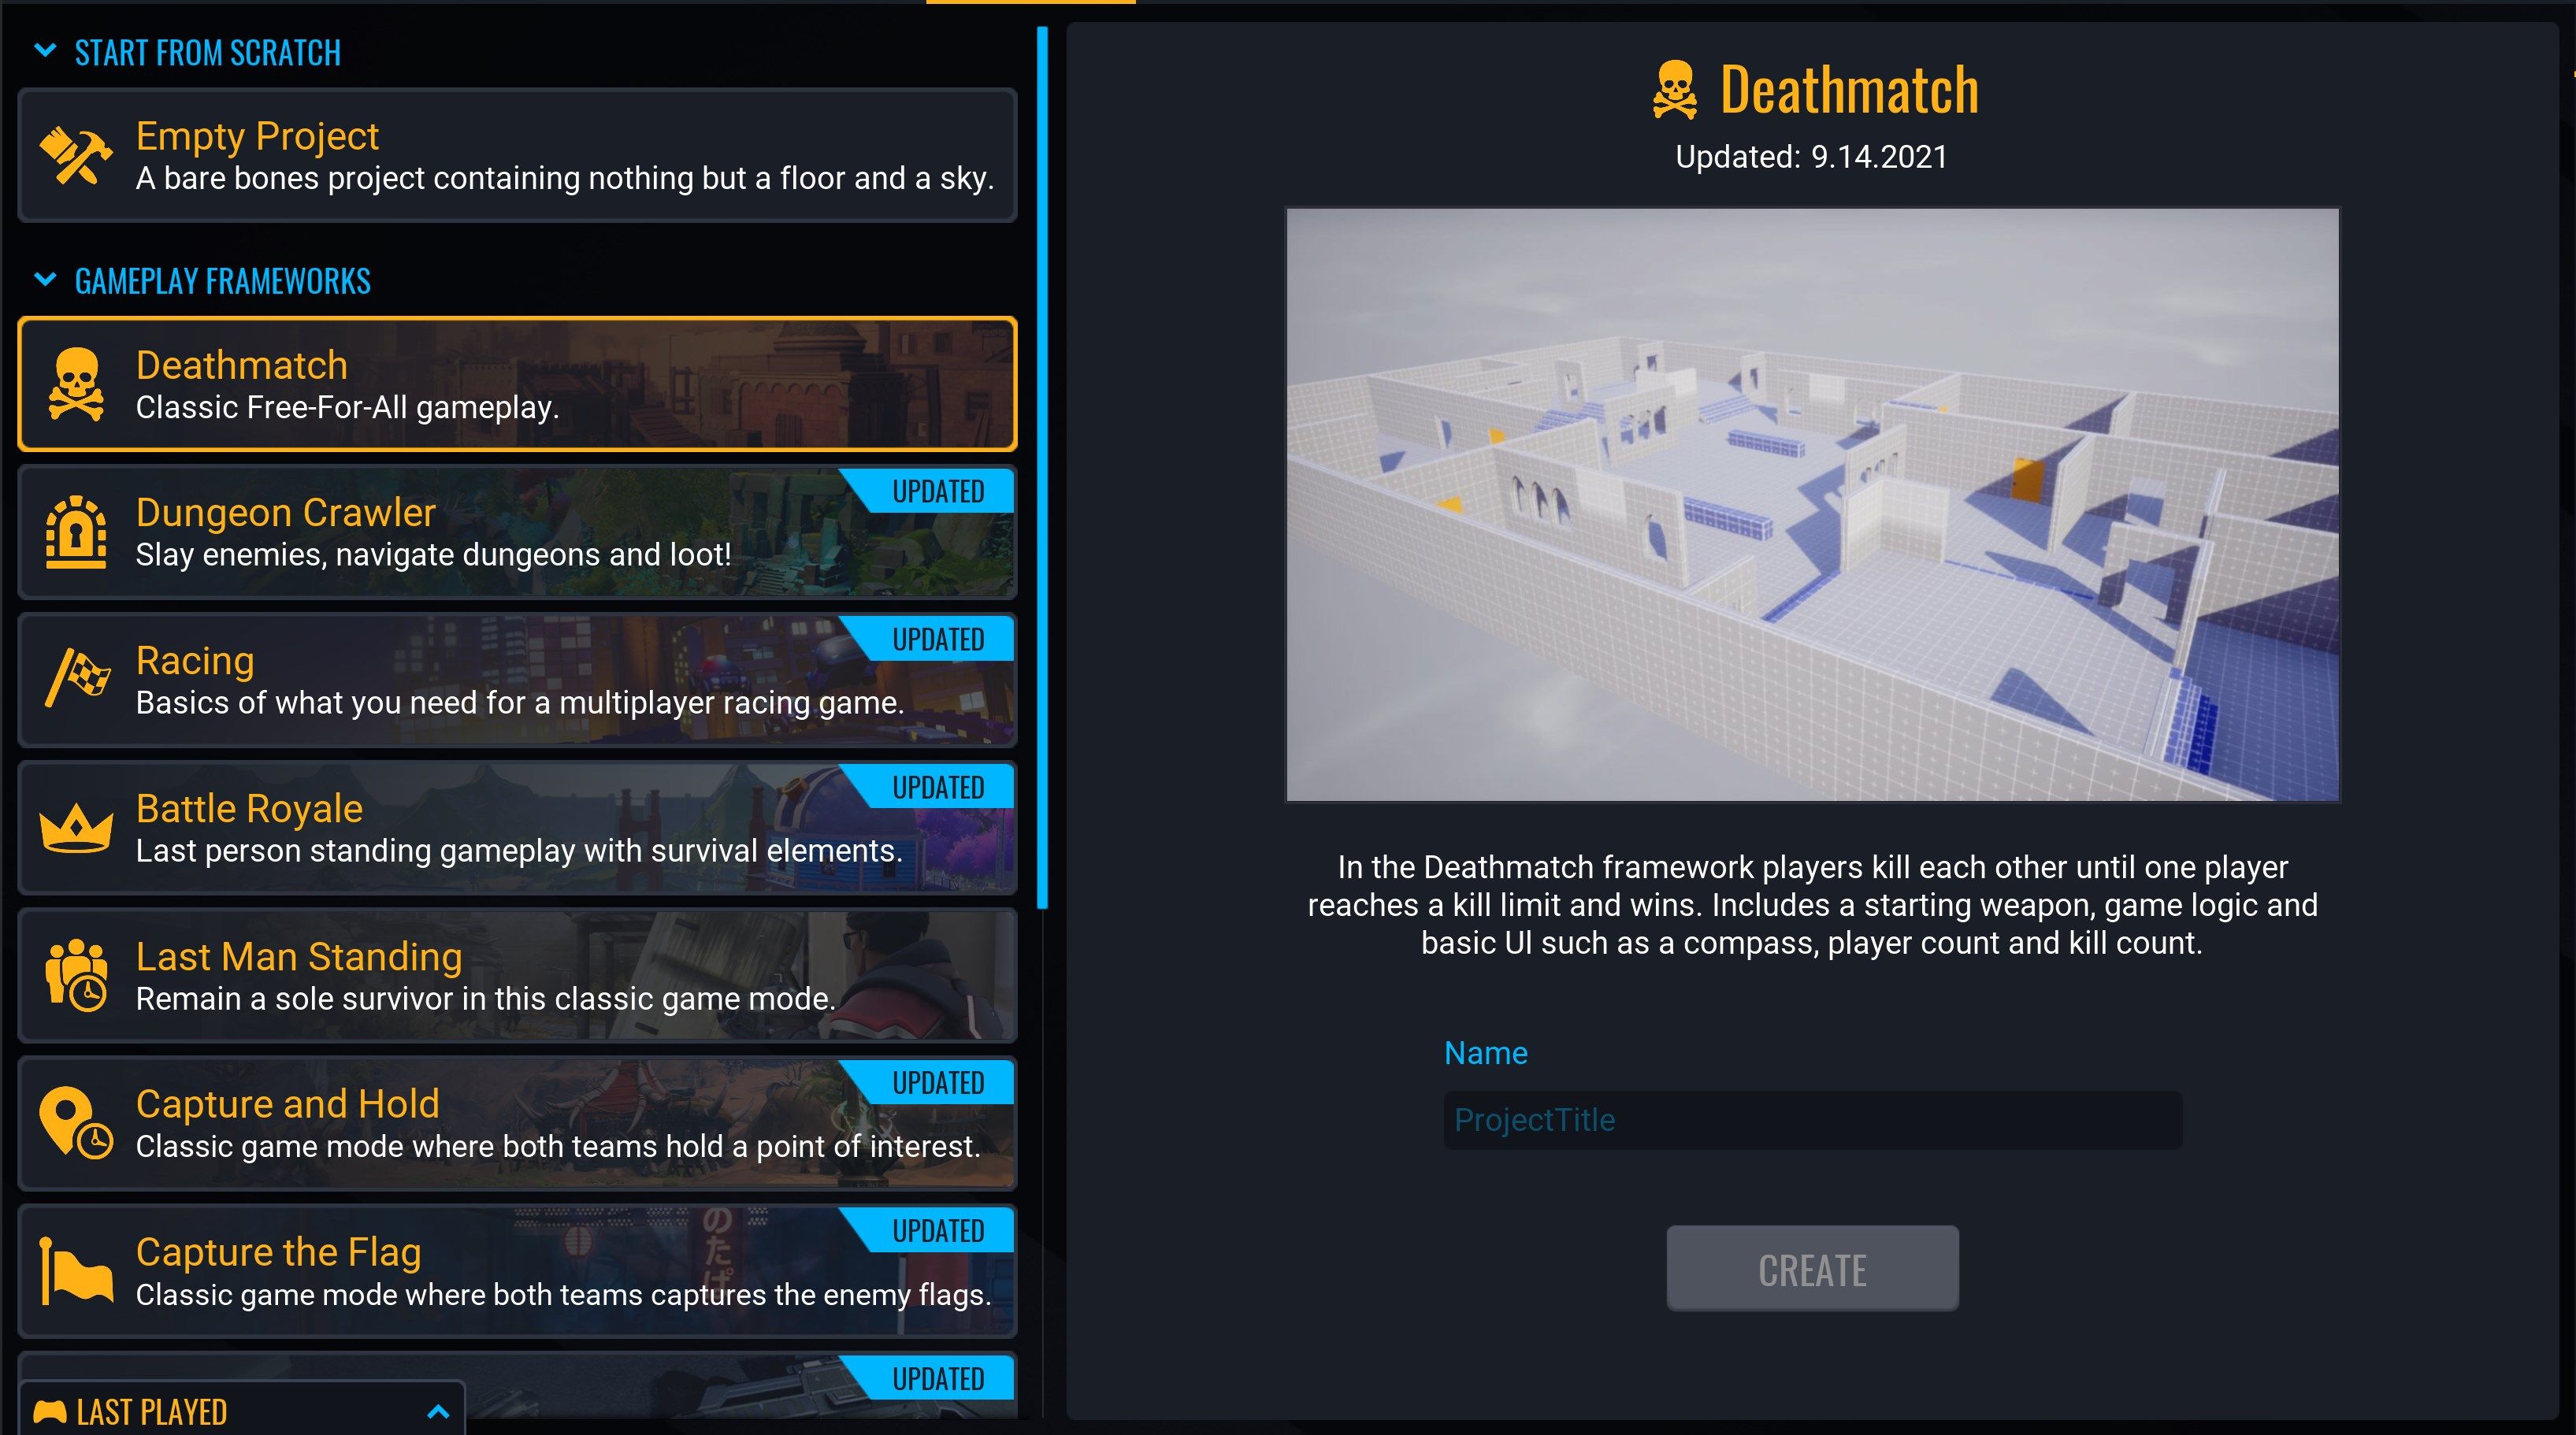 START FROM SCRATCH
Empty Project
A bare bones project containing nothing but a floor and a sky.
GAMEPLAY FRAMEWORKS
Deathmatch
Classic Free-For-All gameplay.
Dungeon Crawler
Slay enemies, navigate dungeons and loot!
UPDATED
Racing
Basics of what you need for a multiplayer racing game.
UPDATED
Battle Royale
Last person standing gameplay with survival elements.
UPDATED
Last Man Standing
Remain a sole survivor in this classic game mode.
Capture and Hold
Classic game mode where both teams hold a point of interest.
UPDATED
Capture the Flag
Classic game mode where both teams captures the enemy flags.
UPDATED
のたぱ
UPDATED
LAST PLAYED
Deathmatch
Updated: 9.14.2021
In the Deathmatch framework players kill each other until one player
reaches a kill limit and wins. Includes a starting weapon, game logic and
basic UI such as a compass, player count and kill count.
Name
ProjectTitle
CREATE